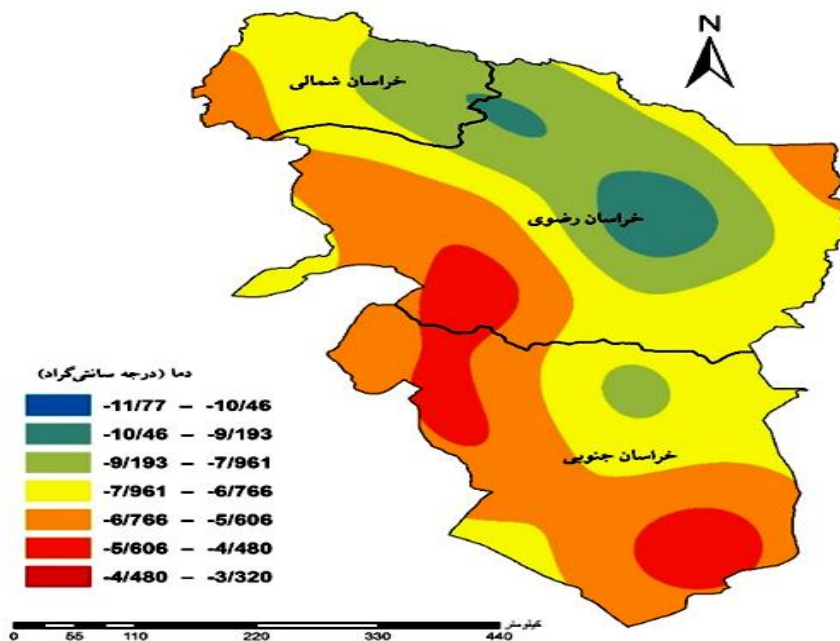 N
خراسان شمالی
خراسان رضوی
خراسان جنوبی
دما (درجه سانتی‌گراد)
-11/77 – -10/46
-10/46 – -9/193
-9/193 – -7/961
-7/961 – -6/766
-6/766 – -5/606
-5/606 – -4/480
-4/480 – -3/320
کیلومتر
0 55 110 220 330 440